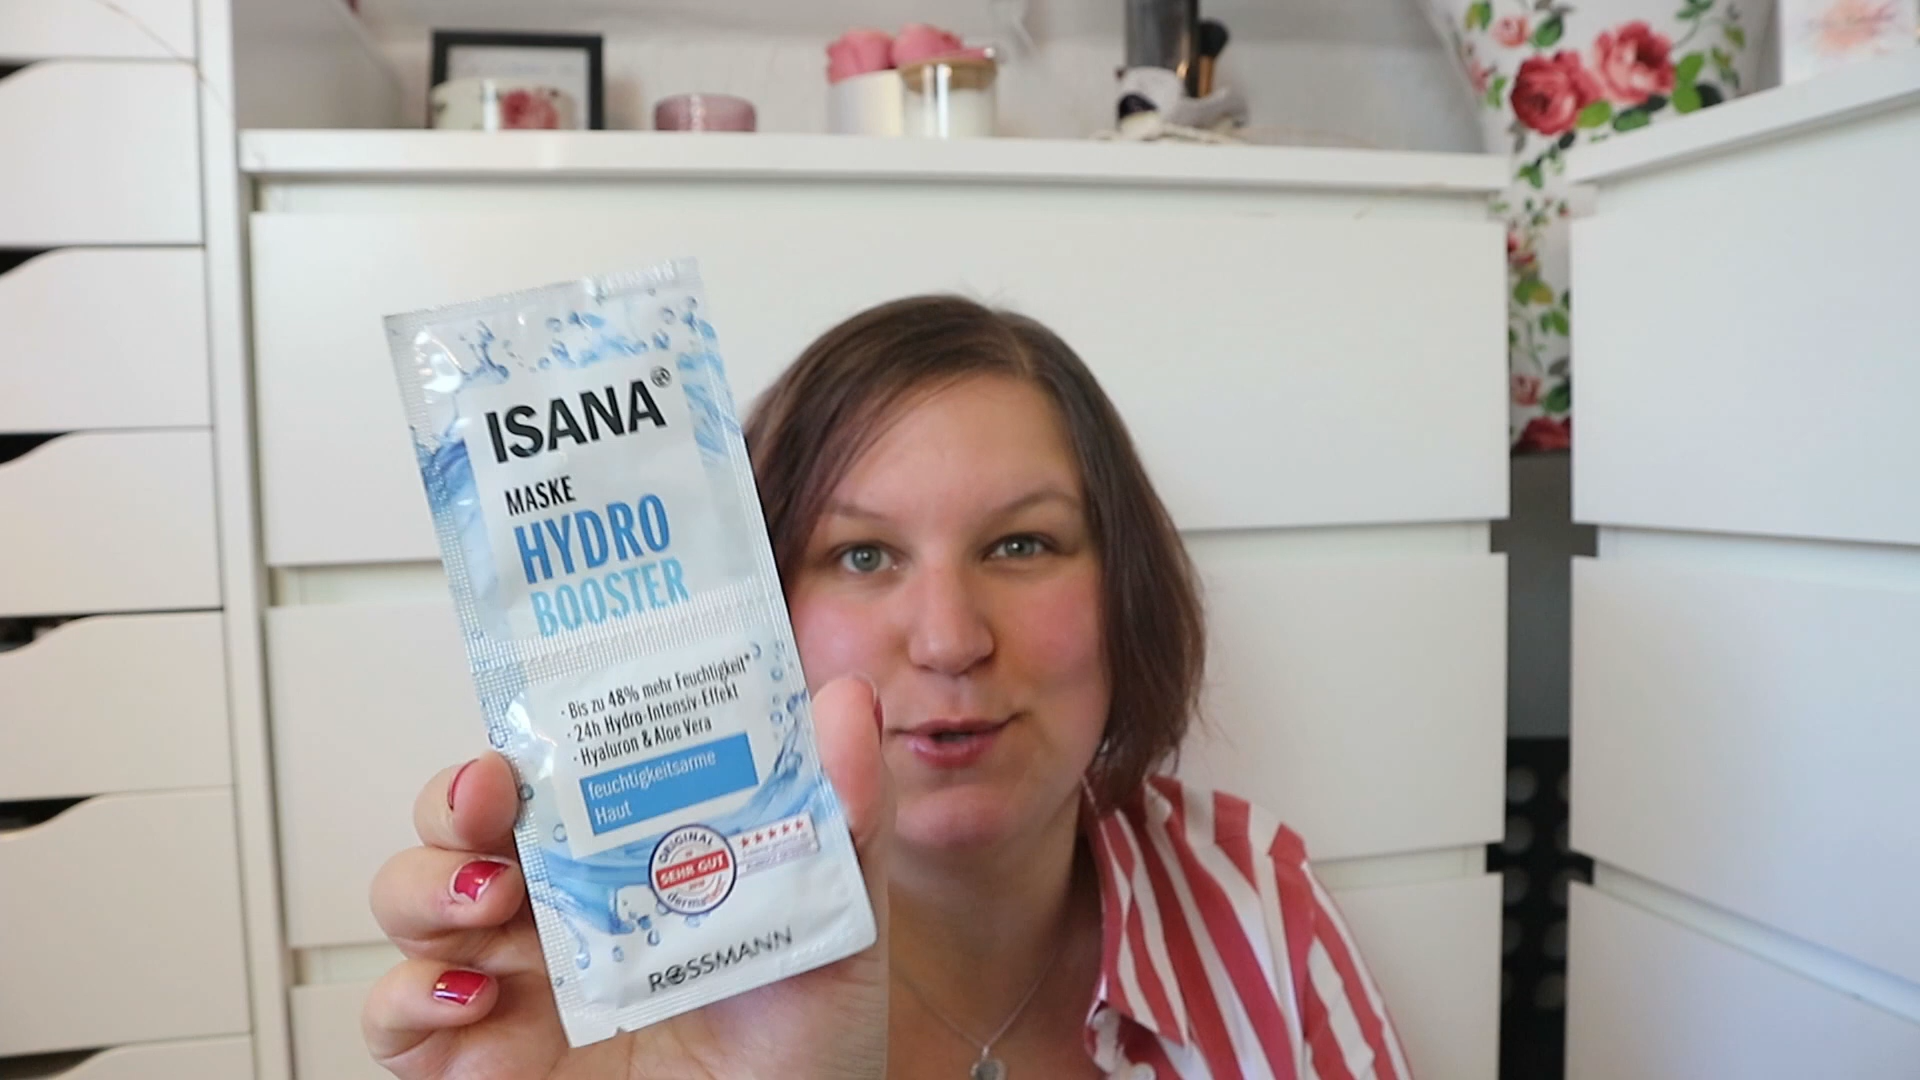 ISANA®
MASKE
HYDRO
BOOSTER
· Bis zu 48% mehr Feuchtigkeit*
· 24h Hydro-Intensiv-Effekt
· Hyaluron & Aloe Vera
feuchtigkeitsarme
Haut
ORIGINAL
SEHR GUT
dermatest
ROSSMANN